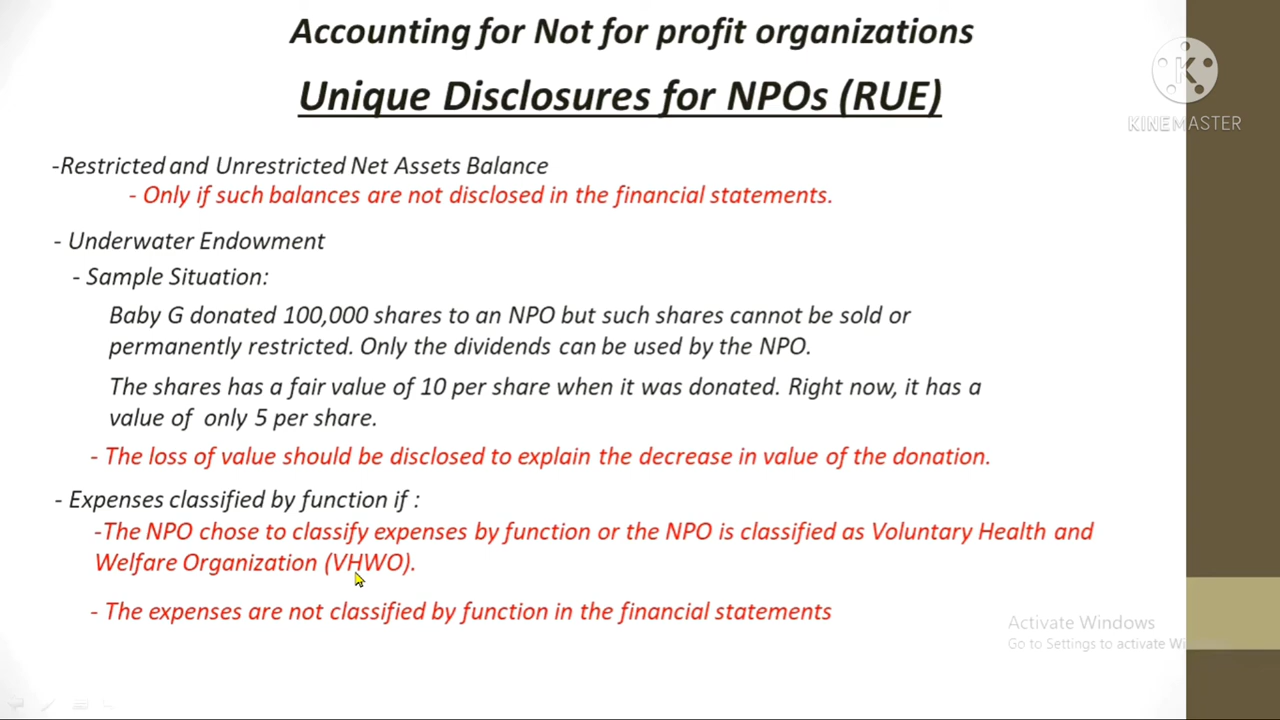 Accounting for Not for profit organizations
Unique Disclosures for NPOs (RUE)
KINEMASTER
-Restricted and Unrestricted Net Assets Balance
- Only if such balances are not disclosed in the financial statements.
- Underwater Endowment
- Sample Situation:
Baby G donated 100,000 shares to an NPO but such shares cannot be sold or
permanently restricted. Only the dividends can be used by the NPO.
The shares has a fair value of 10 per share when it was donated. Right now, it has a
value of only 5 per share.
- The loss of value should be disclosed to explain the decrease in value of the donation.
- Expenses classified by function if :
-The NPO chose to classify expenses by function or the NPO is classified as Voluntary Health and
Welfare Organization (VHWO).
- The expenses are not classified by function in the financial statements
Activate Windows
Go to Settings to activate Wi